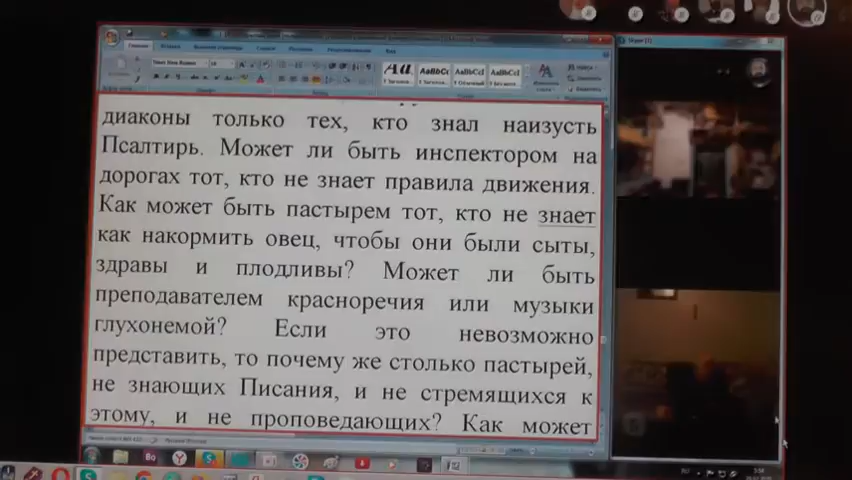 диаконы только тех, кто знал наизусть
Псалтирь. Может ли быть инспектором на
дорогах тот, кто не знает правила движения.
Как может быть пастырем тот, кто не знает
как накормить овец, чтобы они были сыты,
здравы и плодливы? Может ли быть
преподавателем красноречия или музыки
глухонемой? Если это невозможно
представить, то почему же столько пастырей,
не знающих Писания, и не стремящихся к
этому, и не проповедающих? Как может